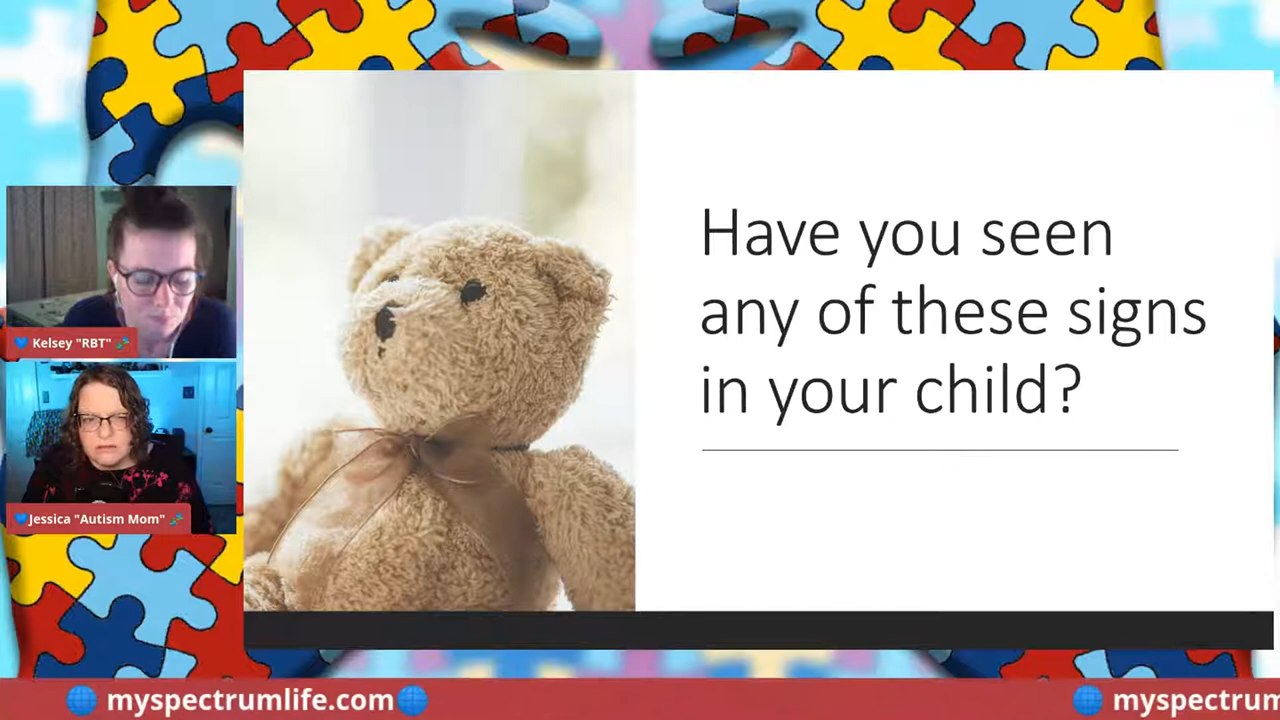 Have you seen
any of these signs
in your child?
Kelsey "RBT"
Jessica "Autism Mom"
myspectrumlife.com
myspectrum